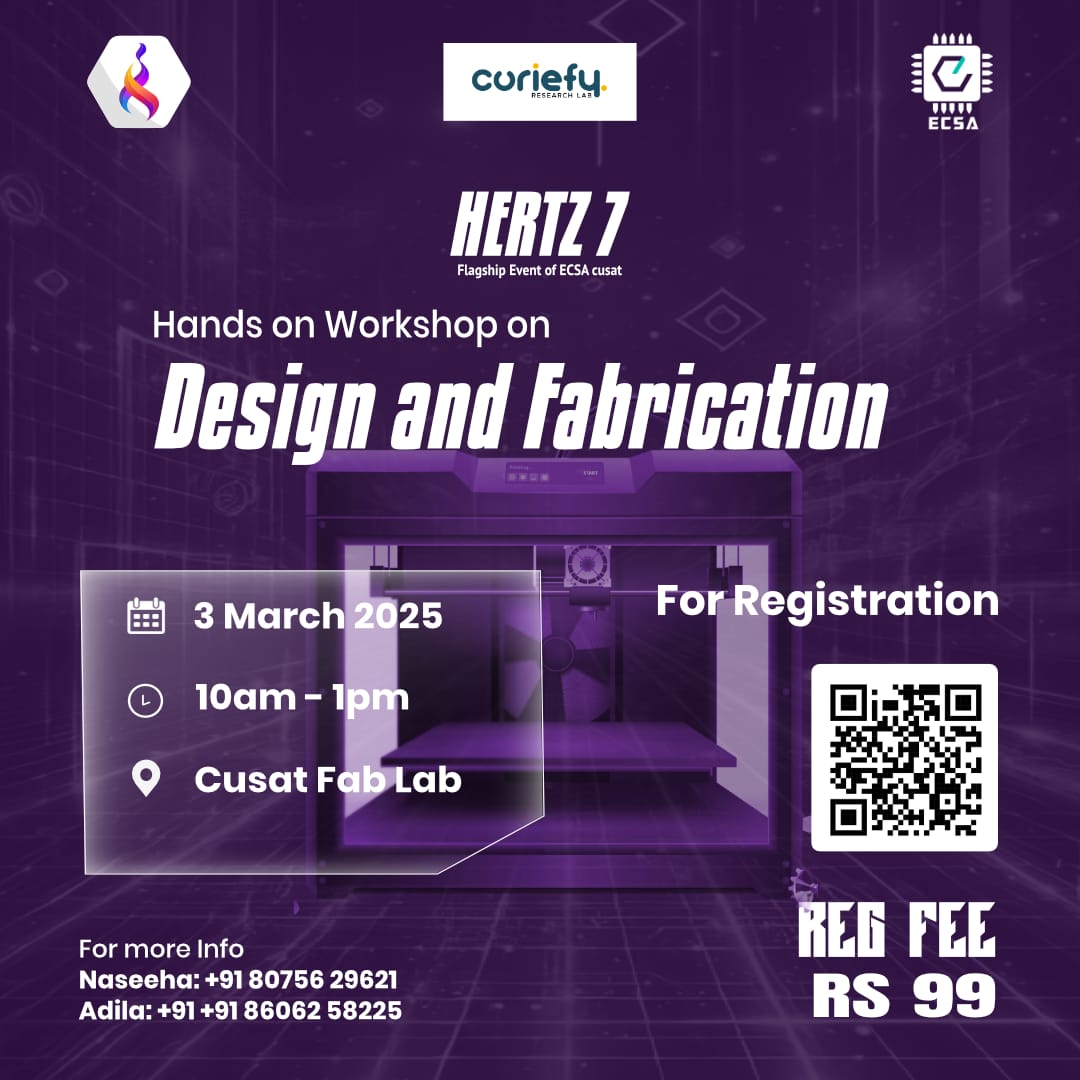 curiefy.
RESEARCH LAB
ECSA
HERTZ 7
Flagship Event of ECSA cusat
Hands on Workshop on
Design and Fabrication
START
3 March 2025
For Registration
10am - 1pm
Cusat Fab Lab
REG FEE
RS 99
For more Info
Naseeha: +91 80756 29621
Adila: +91 +91 86062 58225